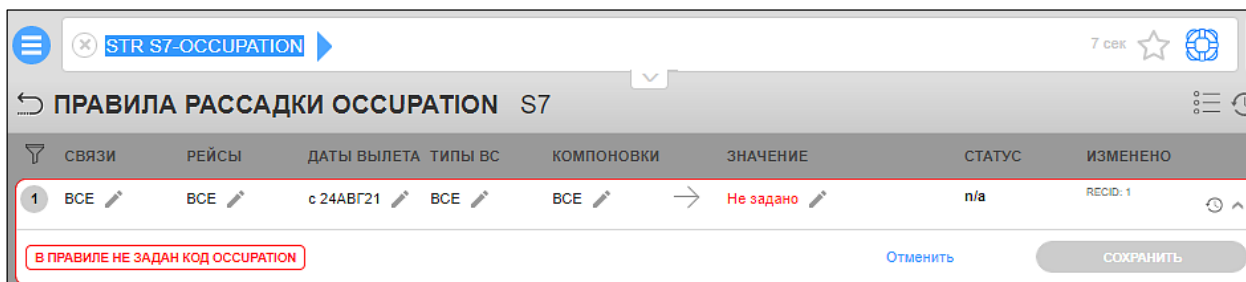 STR S7-OCCUPATION 7 сек
ПРАВИЛА РАССАДКИ OCCUPATION S7
СВЯЗИ РЕЙСЫ ДАТЫ ВЫЛЕТА ТИПЫ ВС КОМПОНОВКИ ЗНАЧЕНИЕ СТАТУС ИЗМЕНЕНО
1 ВСЕ ВСЕ с 24АВГ21 ВСЕ ВСЕ Не задано n/a RECID: 1
В ПРАВИЛЕ НЕ ЗАДАН КОД OCCUPATION Отменить СОХРАНИТЬ